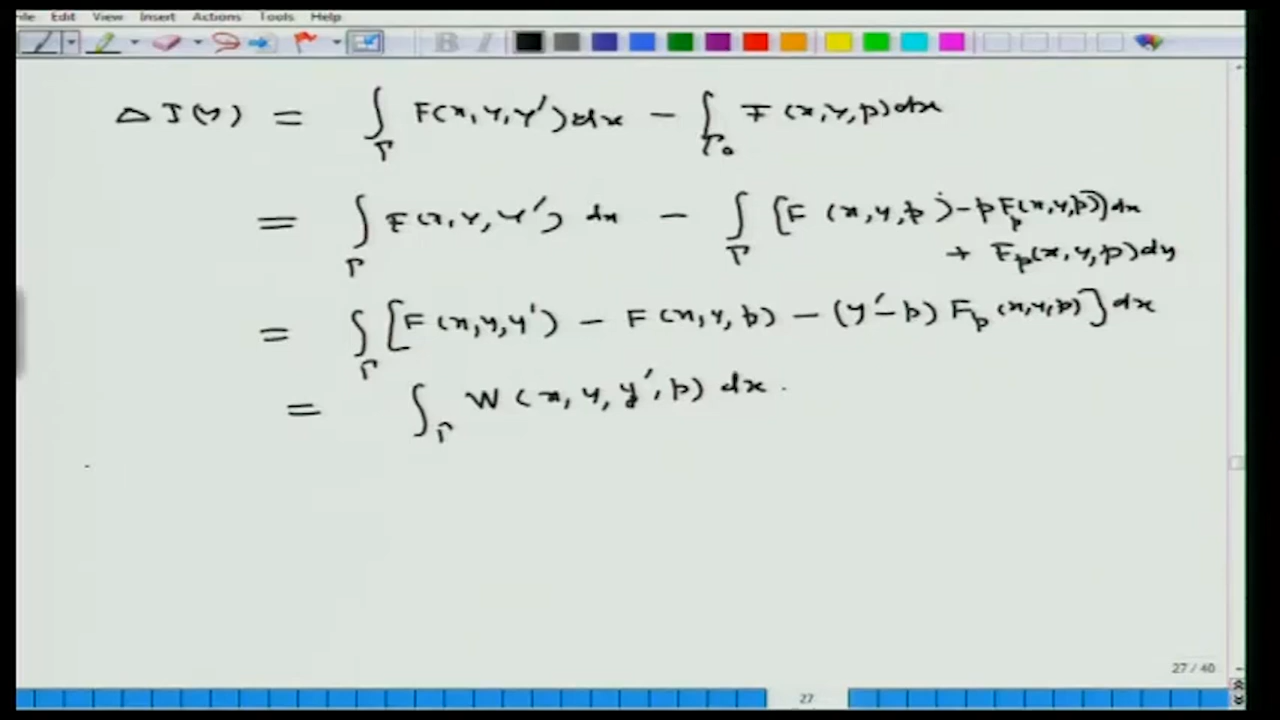 File Edit View Insert Actions Tools Help
Δ J(y) = ∫_Γ F(x,y,y')dx − ∫_Γ₀ F(x,y,p)dx
= ∫_Γ F(x,y,y') dx − ∫_Γ [F(x,y,p) − pF_p(x,y,p)]dx
+ F_p(x,y,p)dy
= ∫_Γ [F(x,y,y') − F(x,y,p) − (y'−p) F_p(x,y,p)]dx
= ∫_Γ W(x,y,y',p) dx.
27 / 40
27